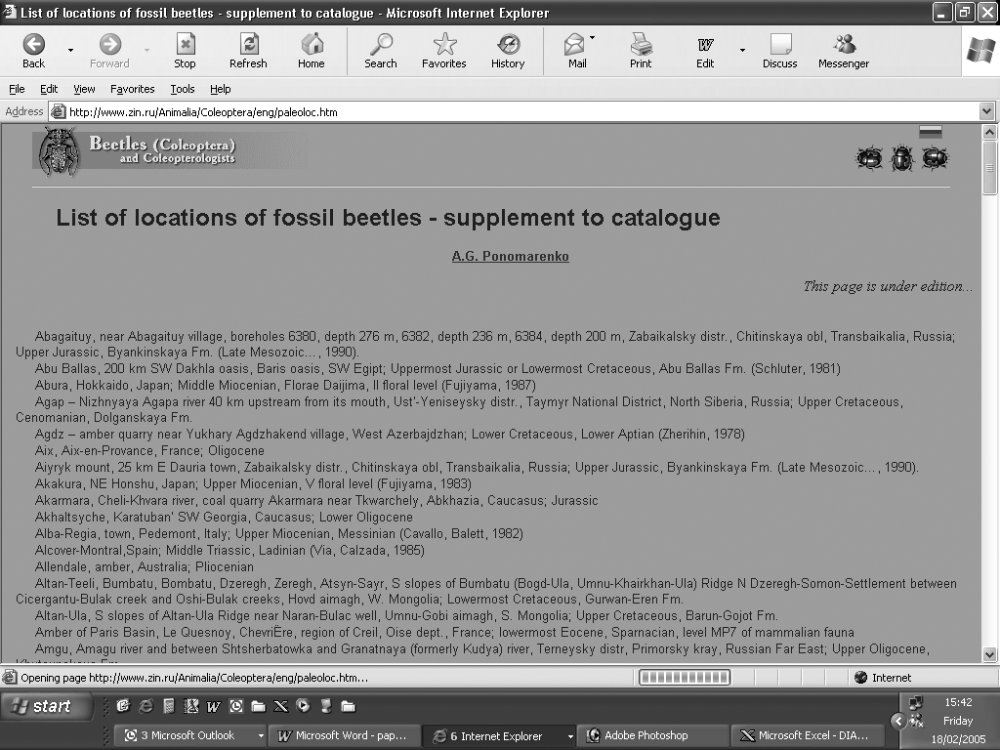 List of locations of fossil beetles - supplement to catalogue - Microsoft Internet Explorer
Back Forward Stop Refresh Home Search Favorites History Mail Print Edit Discuss Messenger
File Edit View Favorites Tools Help
Address http://www.zin.ru/Animalia/Coleoptera/eng/paleoloc.htm
Beetles (Coleoptera)
and Coleopterologists
List of locations of fossil beetles - supplement to catalogue
A.G. Ponomarenko
This page is under edition...
Abagaituy, near Abagaituy village, boreholes 6380, depth 276 m, 6382, depth 236 m, 6384, depth 200 m, Zabaikalsky distr., Chitinskaya obl, Transbaikalia, Russia;
Upper Jurassic, Byankinskaya Fm. (Late Mesozoic..., 1990).
Abu Ballas, 200 km SW Dakhla oasis, Baris oasis, SW Egipt; Uppermost Jurassic or Lowermost Cretaceous, Abu Ballas Fm. (Schluter, 1981)
Abura, Hokkaido, Japan; Middle Miocenian, Florae Daijima, II floral level (Fujiyama, 1987)
Agap – Nizhnyaya Agapa river 40 km upstream from its mouth, Ust'-Yeniseysky distr., Taymyr National District, North Siberia, Russia; Upper Cretaceous,
Cenomanian, Dolganskaya Fm.
Agdz – amber quarry near Yukhary Agdzhakend village, West Azerbajdzhan; Lower Cretaceous, Lower Aptian (Zherihin, 1978)
Aix, Aix-en-Provance, France; Oligocene
Aiyryk mount, 25 km E Dauria town, Zabaikalsky distr., Chitinskaya obl, Transbaikalia, Russia; Upper Jurassic, Byankinskaya Fm. (Late Mesozoic... , 1990).
Akakura, NE Honshu, Japan; Upper Miocenian, V floral level (Fujiyama, 1983)
Akarmara, Cheli-Khvara river, coal quarry Akarmara near Tkwarchely, Abkhazia, Caucasus; Jurassic
Akhaltsyche, Karatuban' SW Georgia, Caucasus; Lower Oligocene
Alba-Regia, town, Pedemont, Italy; Upper Miocenian, Messinian (Cavallo, Balett, 1982)
Alcover-Montral,Spain; Middle Triassic, Ladinian (Via, Calzada, 1985)
Allendale, amber, Australia; Pliocenian
Altan-Teeli, Bumbatu, Bombatu, Dzeregh, Zeregh, Atsyn-Sayr, S slopes of Bumbatu (Bogd-Ula, Umnu-Khairkhan-Ula) Ridge N Dzeregh-Somon-Settlement between
Cicergantu-Bulak creek and Oshi-Bulak creeks, Hovd aimagh, W. Mongolia; Lowermost Cretaceous, Gurwan-Eren Fm.
Altan-Ula, S slopes of Altan-Ula Ridge near Naran-Bulac well, Umnu-Gobi aimagh, S. Mongolia; Upper Cretaceous, Barun-Gojot Fm.
Amber of Paris Basin, Le Quesnoy, ChevriËre, region of Creil, Oise dept., France; lowermost Eocene, Sparnacian, level MP7 of mammalian fauna
Amgu, Amagu river and between Shtsherbatowka and Granatnaya (formerly Kudya) river, Terneysky distr, Primorsky kray, Russian Far East; Upper Oligocene,
Opening page http://www.zin.ru/Animalia/Coleoptera/eng/paleoloc.htm... Internet
start 15:42
Friday
3 Microsoft Outlook Microsoft Word - pap... 6 Internet Explorer Adobe Photoshop Microsoft Excel - DIA... 18/02/2005